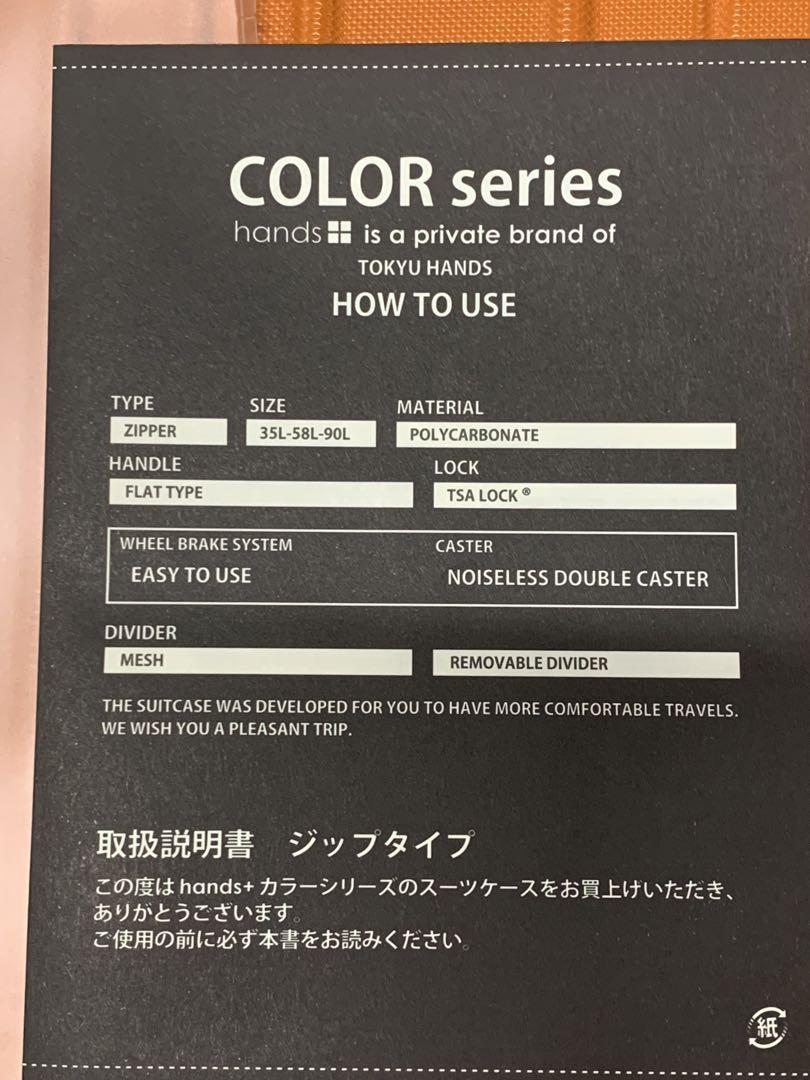 COLOR series
hands is a private brand of
TOKYU HANDS
HOW TO USE
TYPE
ZIPPER
SIZE
35L-58L-90L
MATERIAL
POLYCARBONATE
HANDLE
FLAT TYPE
LOCK
TSA LOCK ®
WHEEL BRAKE SYSTEM
EASY TO USE
CASTER
NOISELESS DOUBLE CASTER
DIVIDER
MESH
REMOVABLE DIVIDER
THE SUITCASE WAS DEVELOPED FOR YOU TO HAVE MORE COMFORTABLE TRAVELS.
WE WISH YOU A PLEASANT TRIP.
取扱説明書　ジップタイプ
この度は hands+ カラーシリーズのスーツケースをお買上げいただき、
ありがとうございます。
ご使用の前に必ず本書をお読みください。
紙